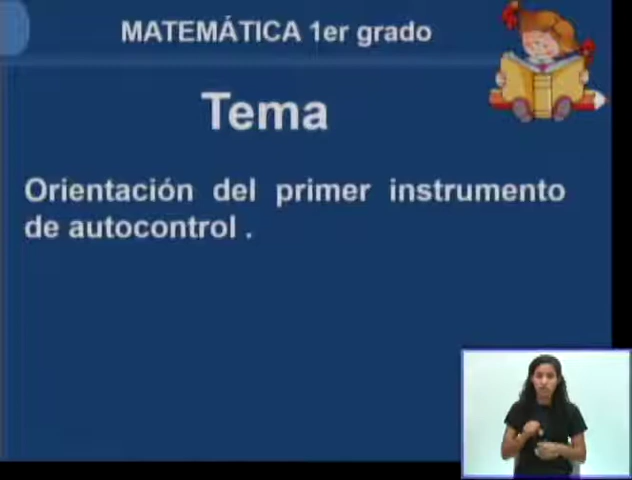 MATEMÁTICA 1er grado
Tema
Orientación del primer instrumento
de autocontrol .